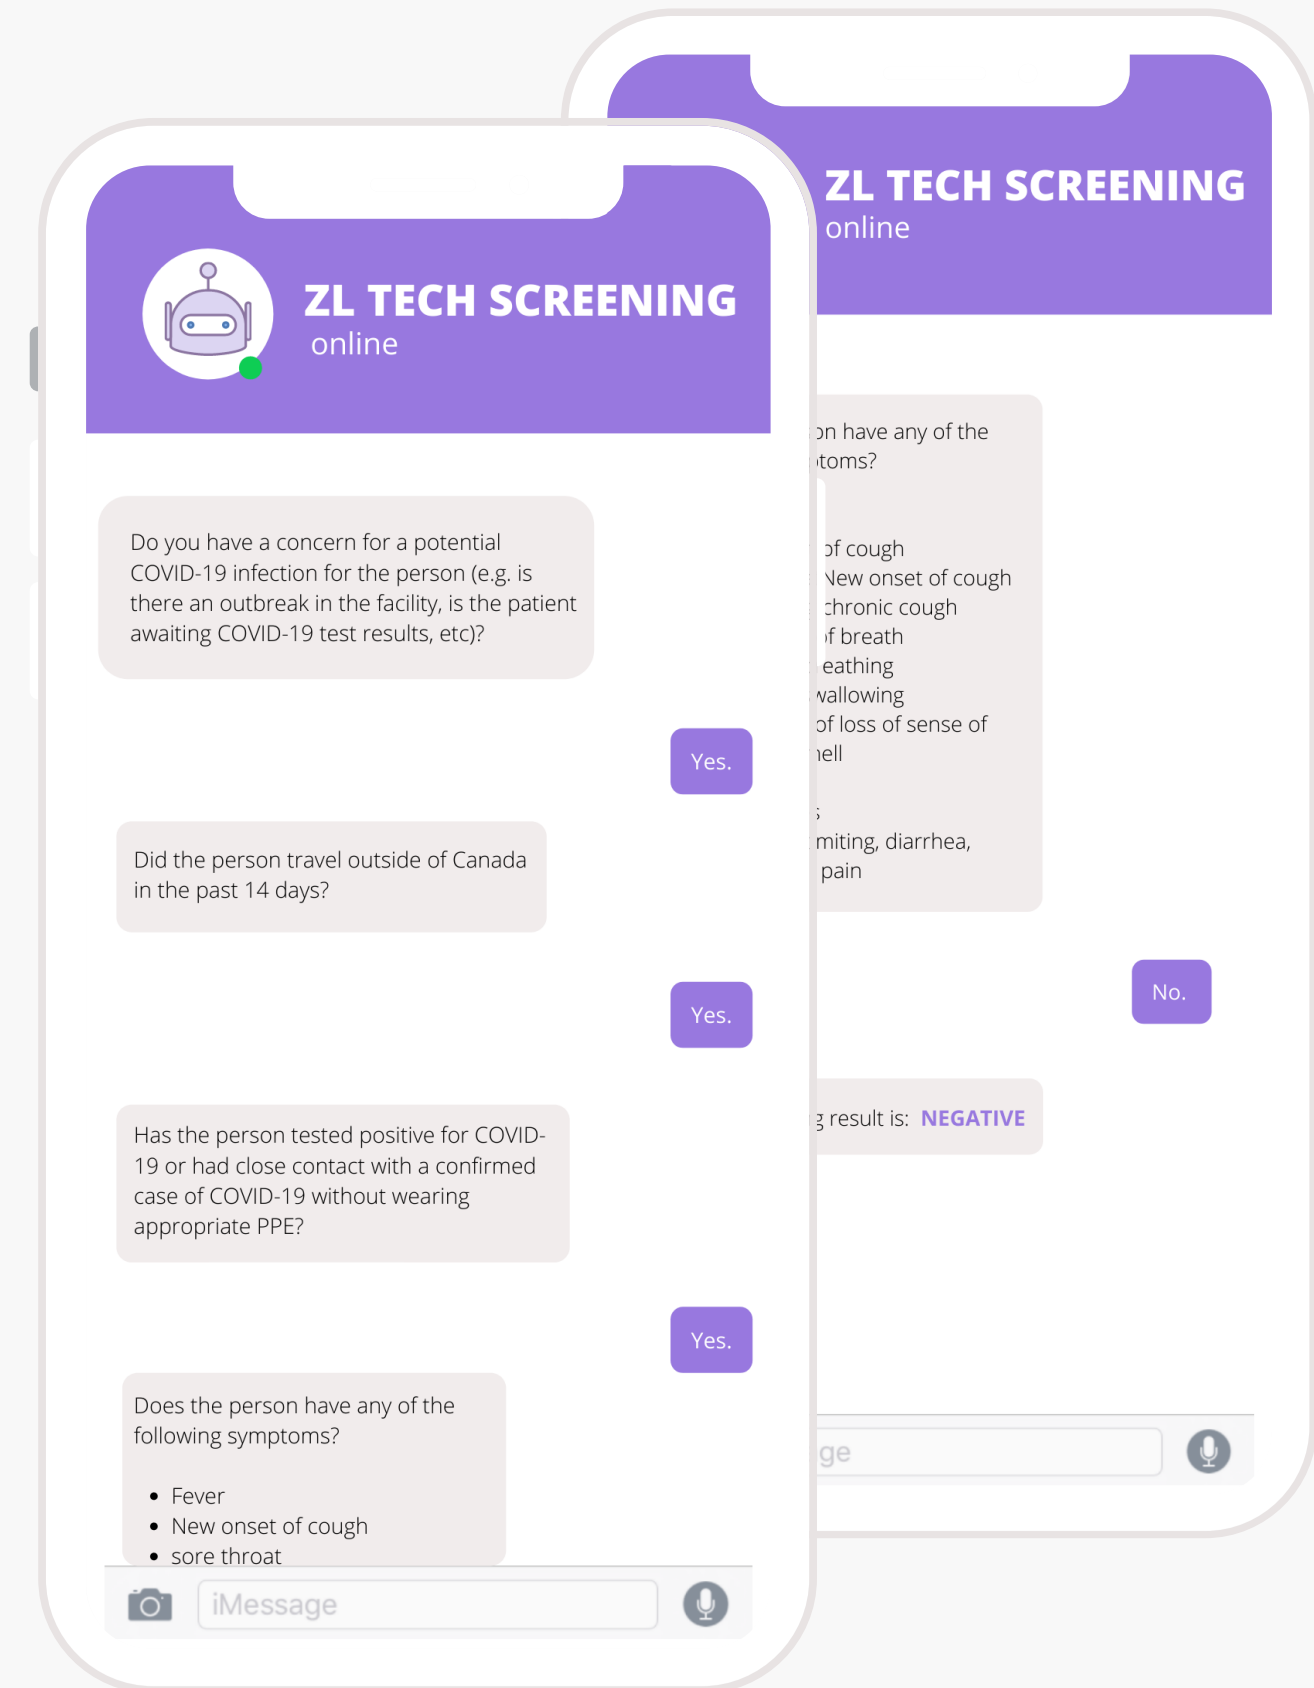 ZL TECH SCREENING
online
Do you have a concern for a potential
COVID-19 infection for the person (e.g. is
there an outbreak in the facility, is the patient
awaiting COVID-19 test results, etc)?
Yes.
Did the person travel outside of Canada
in the past 14 days?
Yes.
Has the person tested positive for COVID-
19 or had close contact with a confirmed
case of COVID-19 without wearing
appropriate PPE?
Yes.
Does the person have any of the
following symptoms?
• Fever
• New onset of cough
• sore throat
iMessage
ZL TECH SCREENING
online
have any of the
of cough
New onset of cough
chronic cough
breath
of loss of sense of
diarrhea,
pain
No.
result is: NEGATIVE